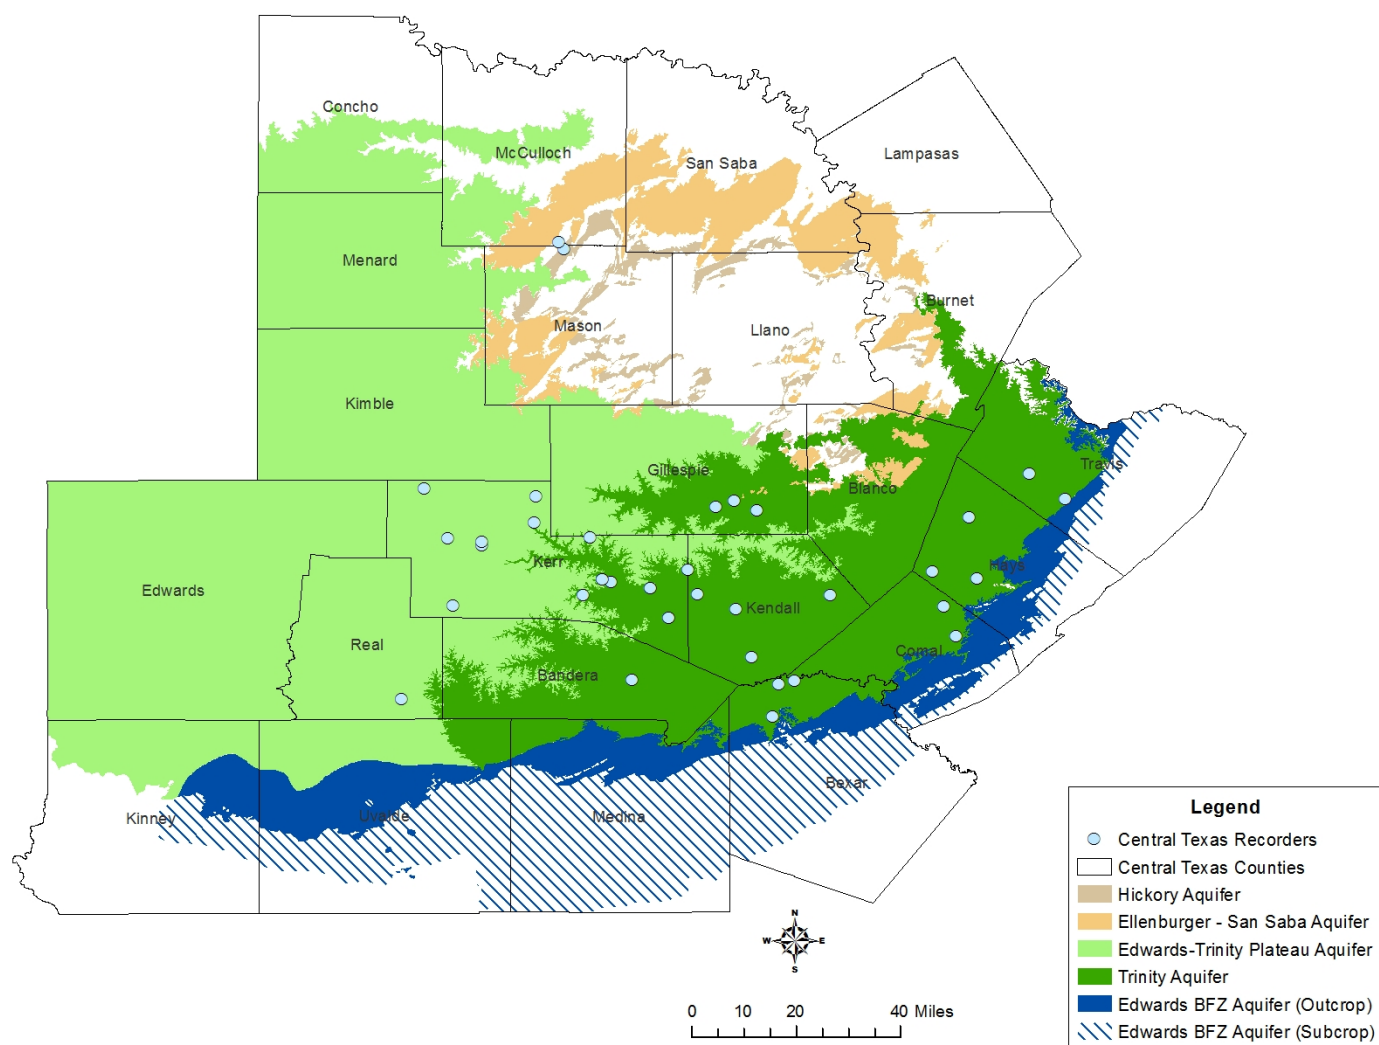 Concho
McCulloch
San Saba
Lampasas
Menard
Mason
Llano
Burnet
Kimble
Gillespie
Blanco
Travis
Edwards
Kerr
Hays
Kendall
Real
Bandera
Comal
Kinney
Uvalde
Medina
Bexar
Legend
Central Texas Recorders
Central Texas Counties
Hickory Aquifer
Ellenburger - San Saba Aquifer
Edwards-Trinity Plateau Aquifer
Trinity Aquifer
Edwards BFZ Aquifer (Outcrop)
Edwards BFZ Aquifer (Subcrop)
N
W E
S
0 10 20 40 Miles